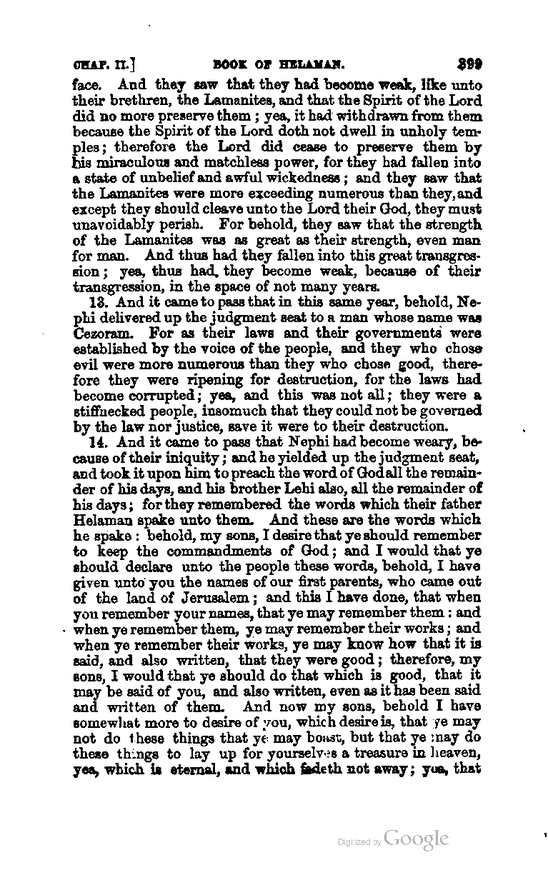 CHAP. II.] BOOK OF HELAMAN. 399
face. And they saw that they had become weak, like unto
their brethren, the Lamanites, and that the Spirit of the Lord
did no more preserve them ; yea, it had withdrawn from them
because the Spirit of the Lord doth not dwell in unholy tem-
ples ; therefore the Lord did cease to preserve them by
his miraculous and matchless power, for they had fallen into
a state of unbelief and awful wickedness ; and they saw that
the Lamanites were more exceeding numerous than they, and
except they should cleave unto the Lord their God, they must
unavoidably perish. For behold, they saw that the strength
of the Lamanites was as great as their strength, even man
for man. And thus had they fallen into this great transgres-
sion ; yea, thus had they become weak, because of their
transgression, in the space of not many years.
13. And it came to pass that in this same year, behold, Ne-
phi delivered up the judgment seat to a man whose name was
Cezoram. For as their laws and their governments were
established by the voice of the people, and they who chose
evil were more numerous than they who chose good, there-
fore they were ripening for destruction, for the laws had
become corrupted ; yea, and this was not all ; they were a
stiffnecked people, insomuch that they could not be governed
by the law nor justice, save it were to their destruction.
14. And it came to pass that Nephi had become weary, be-
cause of their iniquity ; and he yielded up the judgment seat,
and took it upon him to preach the word of God all the remain-
der of his days, and his brother Lehi also, all the remainder of
his days ; for they remembered the words which their father
Helaman spake unto them. And these are the words which
he spake : behold, my sons, I desire that ye should remember
to keep the commandments of God ; and I would that ye
should declare unto the people these words, behold, I have
given unto you the names of our first parents, who came out
of the land of Jerusalem ; and this I have done, that when
you remember your names, that ye may remember them : and
when ye remember them, ye may remember their works ; and
when ye remember their works, ye may know how that it is
said, and also written, that they were good ; therefore, my
sons, I would that ye should do that which is good, that it
may be said of you, and also written, even as it has been said
and written of them. And now my sons, behold I have
somewhat more to desire of you, which desire is, that ye may
not do these things that ye may boast, but that ye may do
these things to lay up for yourselves a treasure in heaven,
yea, which is eternal, and which fadeth not away ; yea, that
Digitized by Google